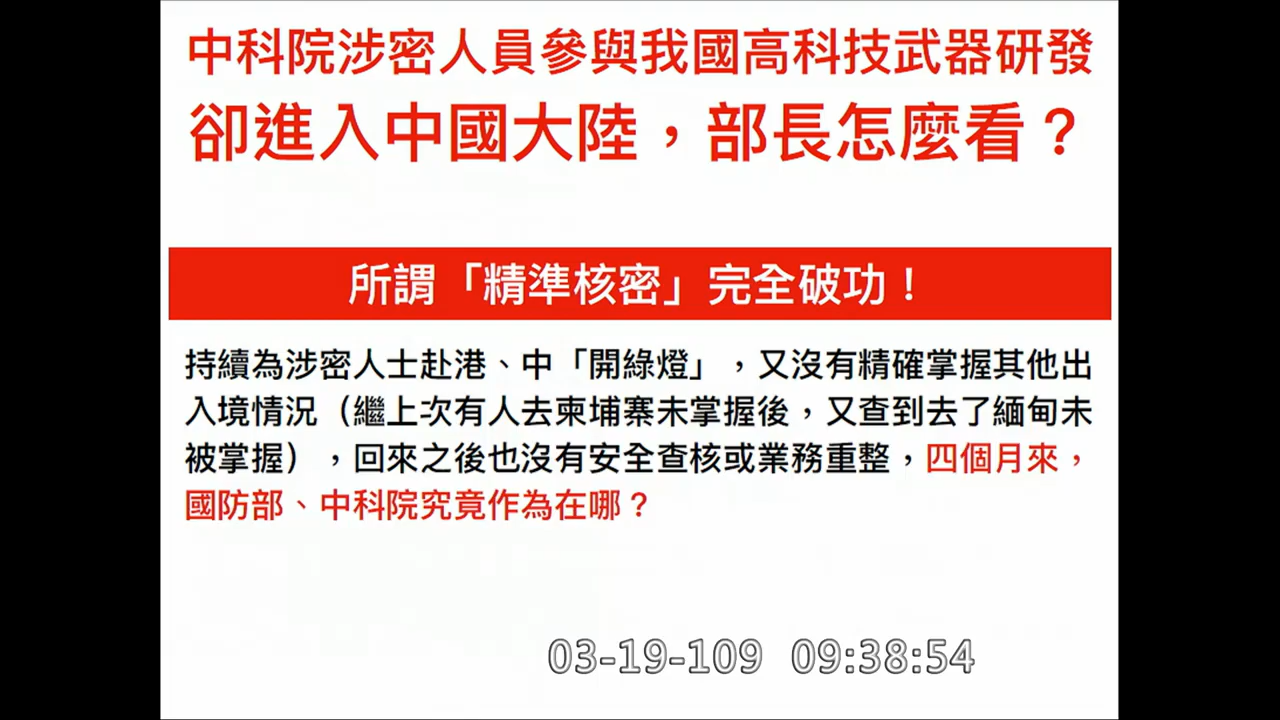 中科院涉密人員參與我國高科技武器研發
卻進入中國大陸，部長怎麼看？
所謂「精準核密」完全破功！
持續為涉密人士赴港、中「開綠燈」，又沒有精確掌握其他出
入境情況（繼上次有人去柬埔寨未掌握後，又查到去了緬甸未
被掌握），回來之後也沒有安全查核或業務重整，四個月來，
國防部、中科院究竟作為在哪？
03-19-109 09:38:54